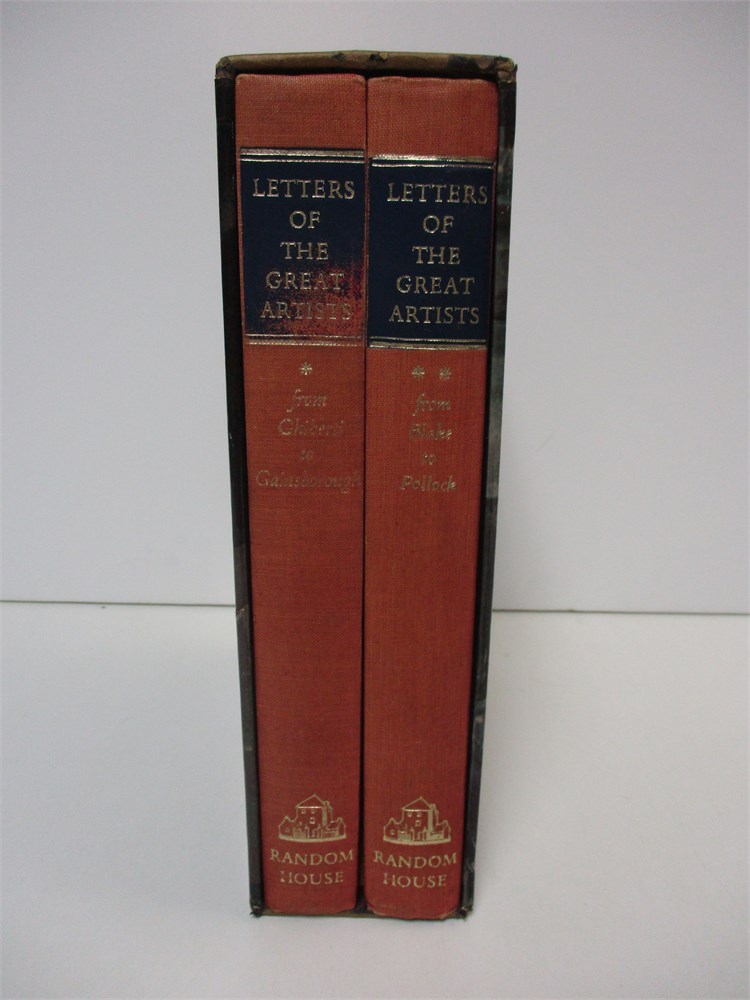 LETTERS
OF
THE
GREAT
ARTISTS
*
from
Ghiberti
to
Gainsborough
RANDOM
HOUSE
LETTERS
OF
THE
GREAT
ARTISTS
* *
from
Blake
to
Pollock
RANDOM
HOUSE